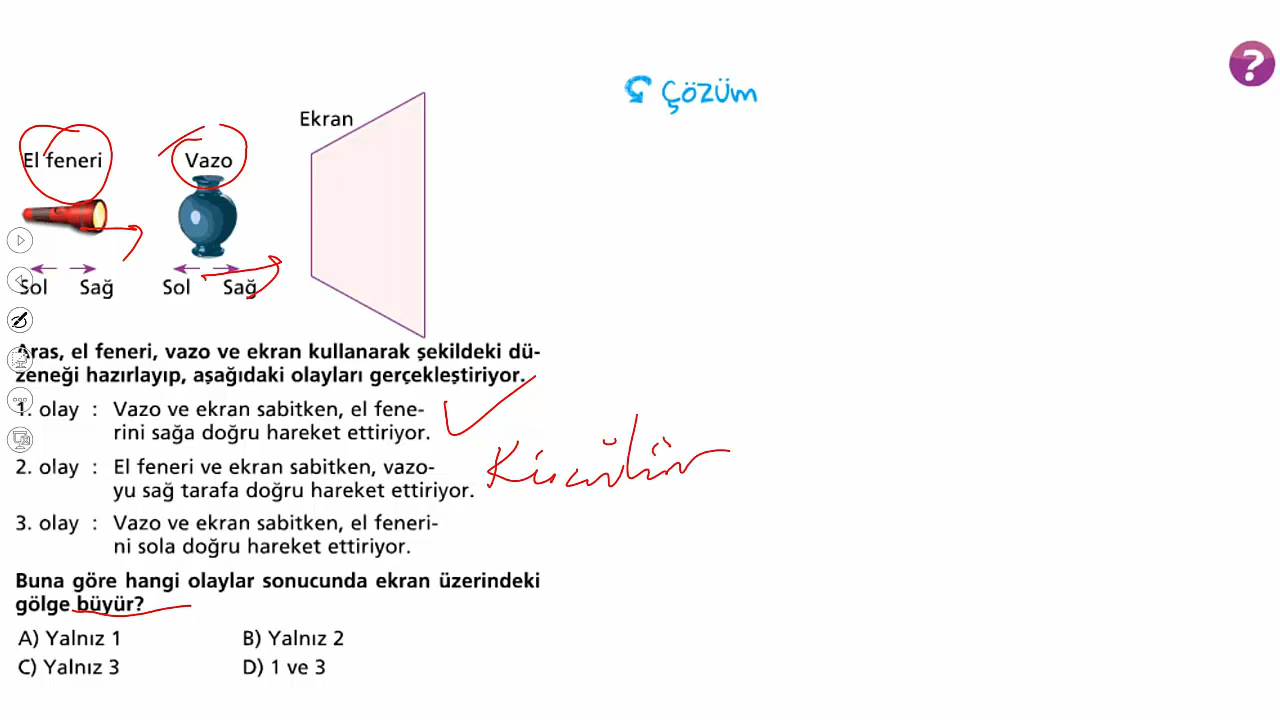 Çözüm
?
Ekran
El feneri
Vazo
Sol Sağ
Sol Sağ
Aras, el feneri, vazo ve ekran kullanarak şekildeki dü-
zeneği hazırlayıp, aşağıdaki olayları gerçekleştiriyor.
1. olay : Vazo ve ekran sabitken, el fene-
rini sağa doğru hareket ettiriyor.
2. olay : El feneri ve ekran sabitken, vazo-
yu sağ tarafa doğru hareket ettiriyor.
Küçülür
3. olay : Vazo ve ekran sabitken, el feneri-
ni sola doğru hareket ettiriyor.
Buna göre hangi olaylar sonucunda ekran üzerindeki
gölge büyür?
A) Yalnız 1 B) Yalnız 2
C) Yalnız 3 D) 1 ve 3